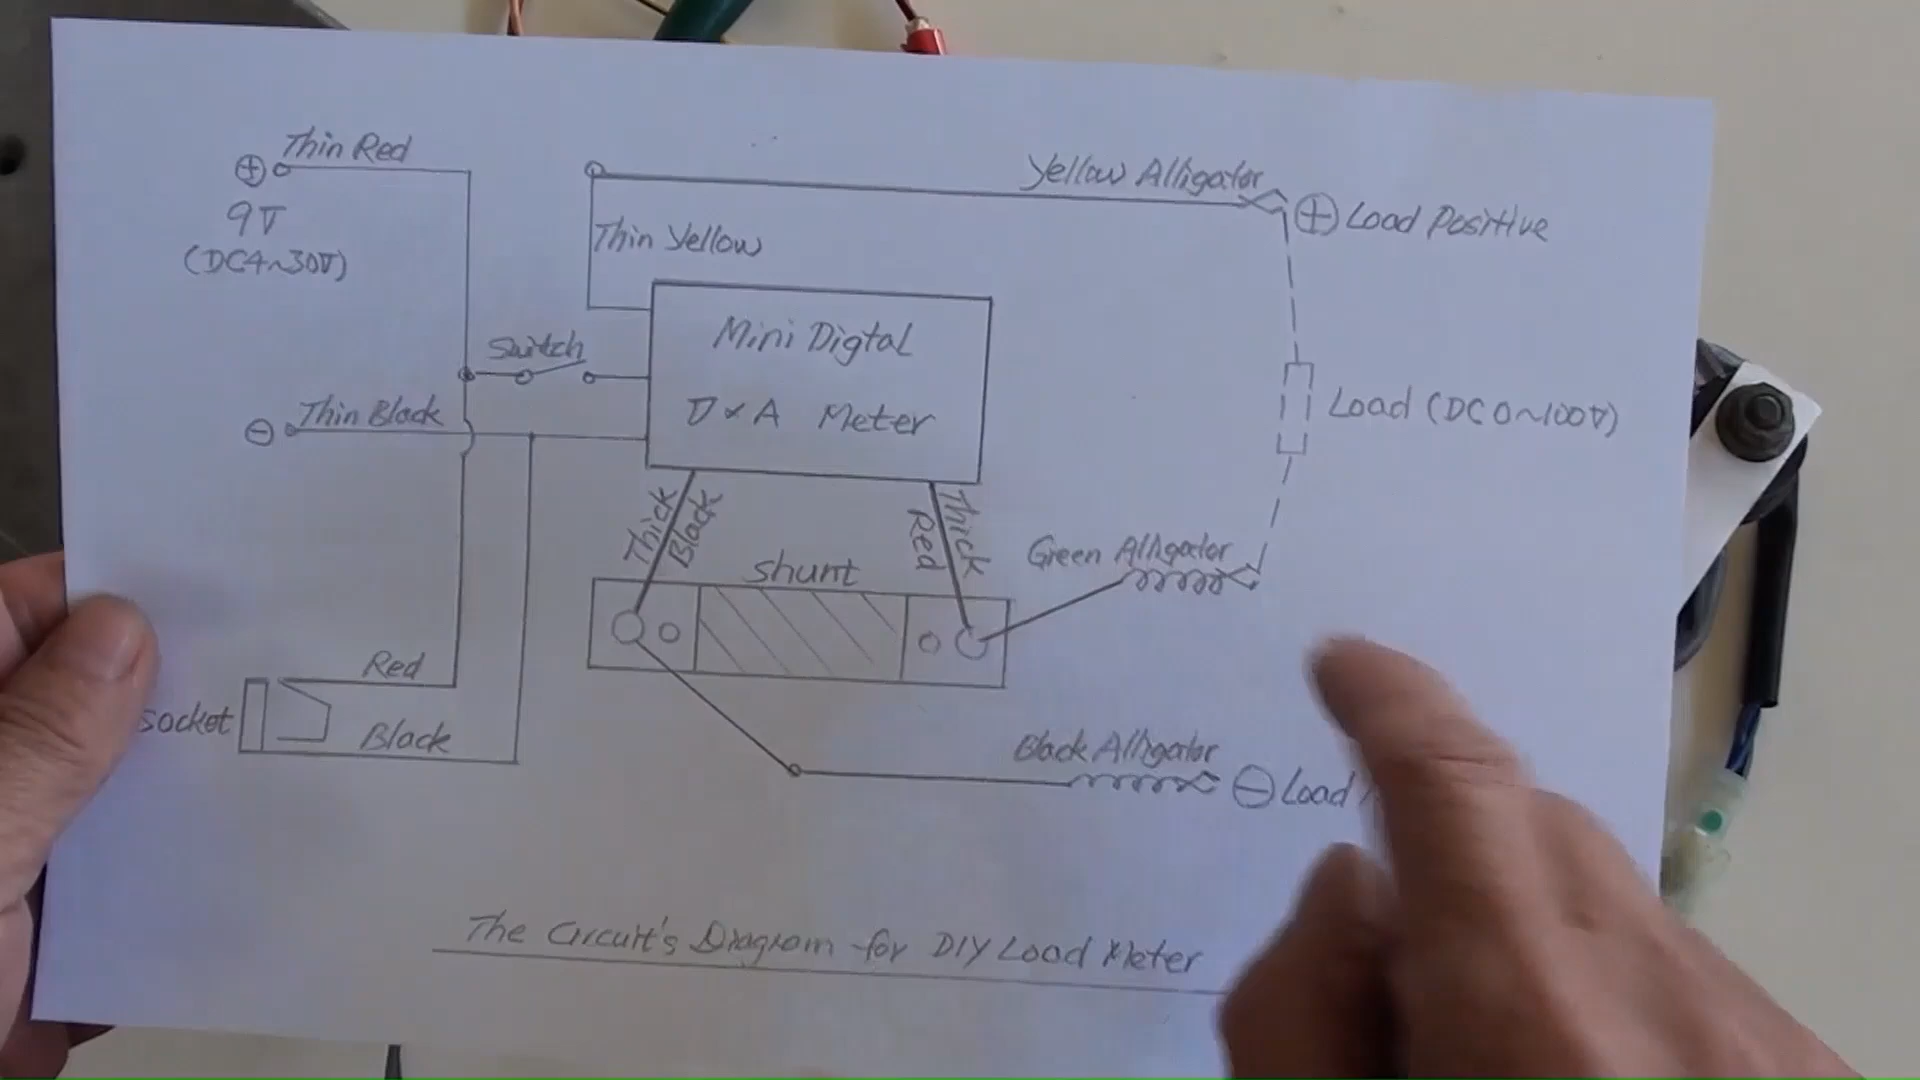 Thin Red
9V
(DC4~30V)
Yellow Alligator
Load Positive
Thin Yellow
Switch
Mini Digtal
V & A Meter
Thin Black
Load (DC 0~100V)
Thick
Black
Thick
Red
shunt
Green Alligator
Red
Socket
Black
Black Alligator
Load
The Circuit's Diagram for DIY Load Meter